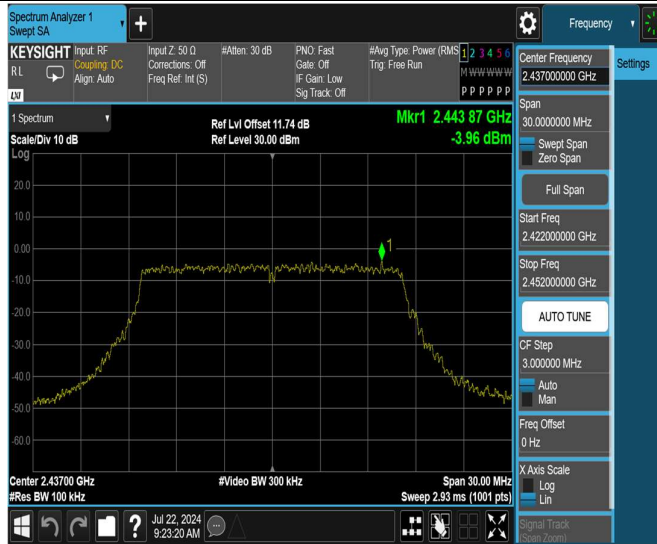 Spectrum Analyzer 1
Swept SA
+
Frequency
KEYSIGHT
RL
LXI
Input: RF
Coupling: DC
Align: Auto
Input Z: 50 Ω
Corrections: Off
Freq Ref: Int (S)
#Atten: 30 dB
PNO: Fast
Gate: Off
IF Gain: Low
Sig Track: Off
#Avg Type: Power (RMS
Trig: Free Run
1 2 3 4 5 6
M W W W W W
P P P P P P
1 Spectrum
Scale/Div 10 dB
Log
Ref Lvl Offset 11.74 dB
Ref Level 30.00 dBm
Mkr1 2.443 87 GHz
-3.96 dBm
20.0
10.0
0.00
-10.0
-20.0
-30.0
-40.0
-50.0
-60.0
1
Center 2.43700 GHz
#Res BW 100 kHz
#Video BW 300 kHz
Span 30.00 MHz
Sweep 2.93 ms (1001 pts)
?
Jul 22, 2024
9:23:20 AM
Center Frequency
2.437000000 GHz
Settings
Span
30.0000000 MHz
Swept Span
Zero Span
Full Span
Start Freq
2.422000000 GHz
Stop Freq
2.452000000 GHz
AUTO TUNE
CF Step
3.000000 MHz
Auto
Man
Freq Offset
0 Hz
X Axis Scale
Log
Lin
Signal Track
(Span Zoom)